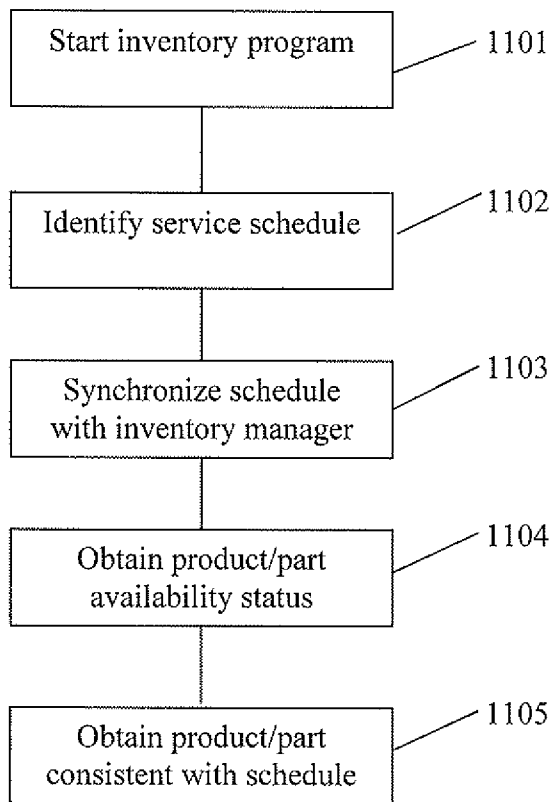 Start inventory program
1101
Identify service schedule
1102
Synchronize schedule
with inventory manager
1103
Obtain product/part
availability status
1104
Obtain product/part
consistent with schedule
1105